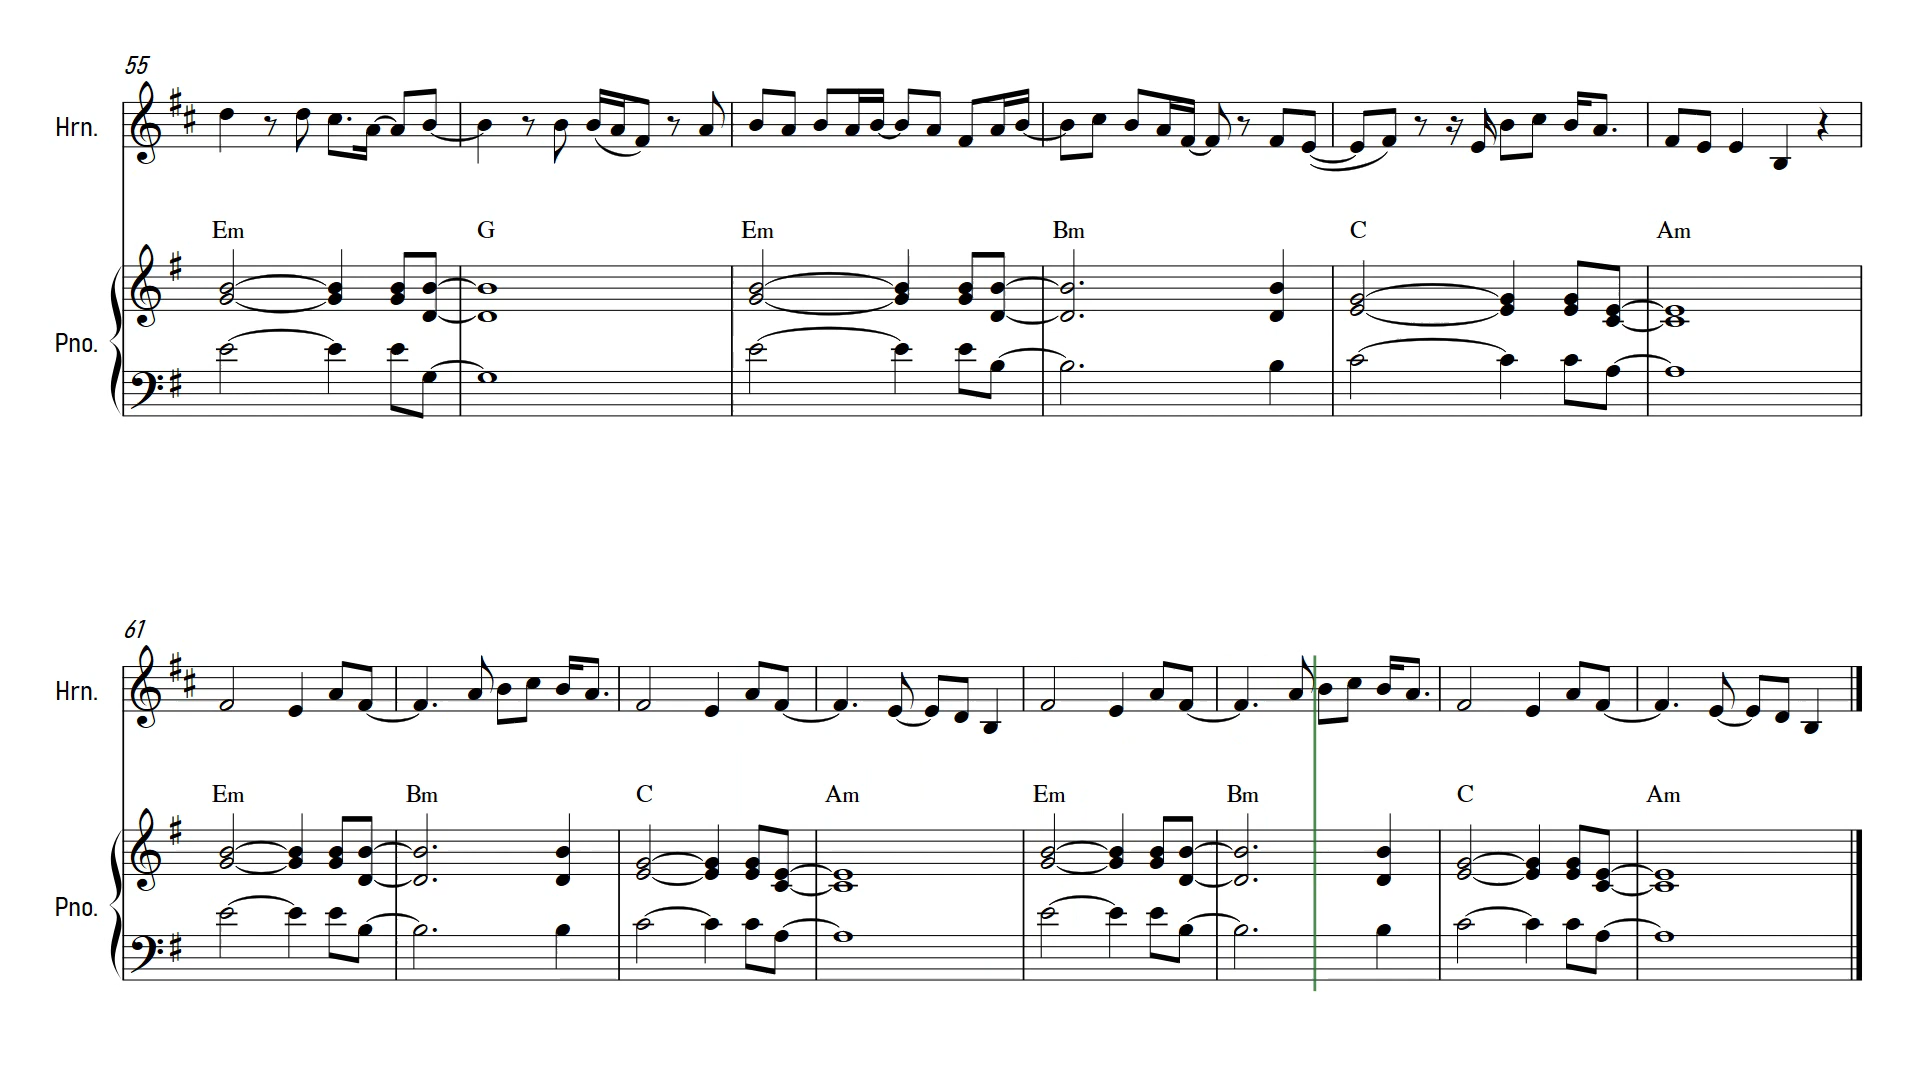 55
Hrn.
Em G Em Bm C Am
Pno.
61
Hrn.
Em Bm C Am Em Bm C Am
Pno.